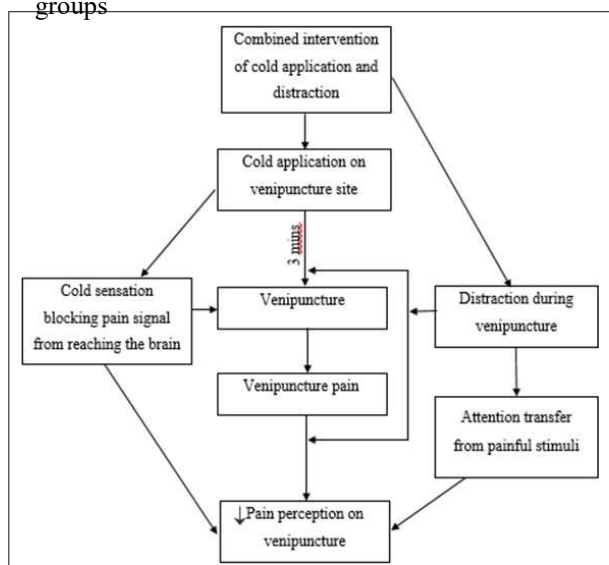 groups
Combined intervention
of cold application and
distraction
Cold application on
venipuncture site
3 mins
Cold sensation
blocking pain signal
from reaching the brain
Venipuncture
Distraction during
venipuncture
Venipuncture pain
Attention transfer
from painful stimuli
↓Pain perception on
venipuncture